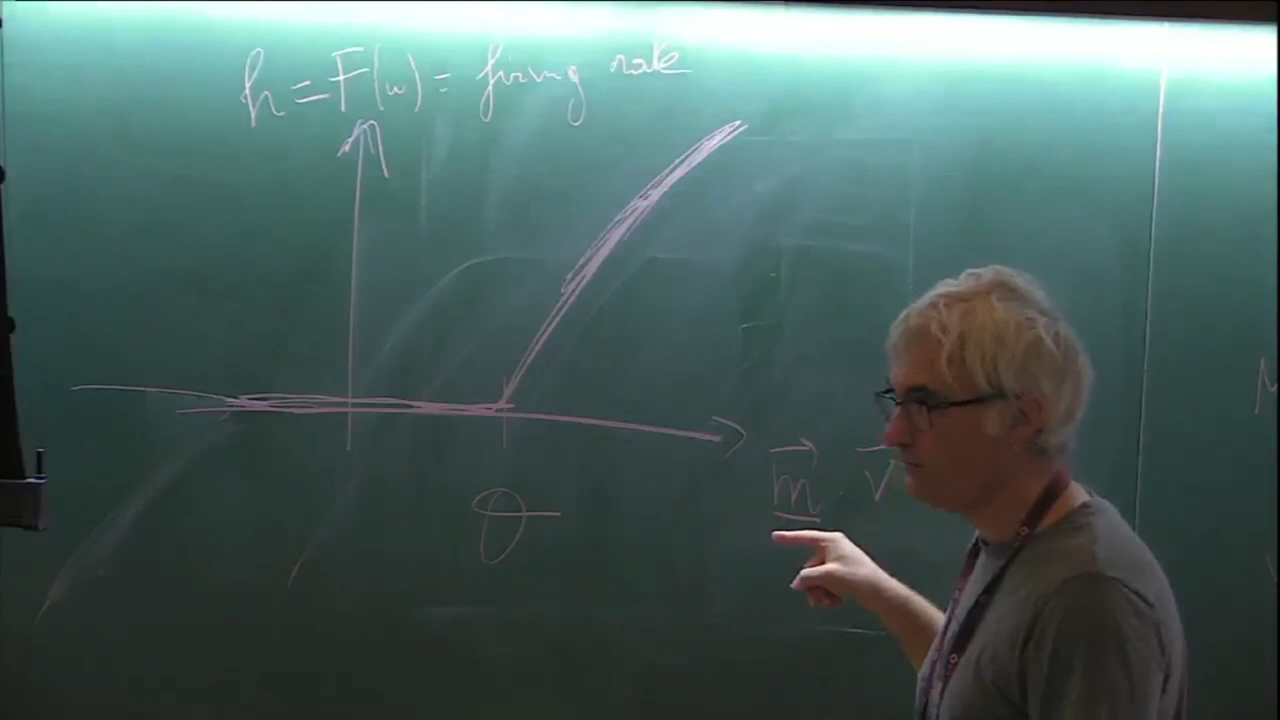 h = F(u) = firing rate
m⃗ . v⃗
θ